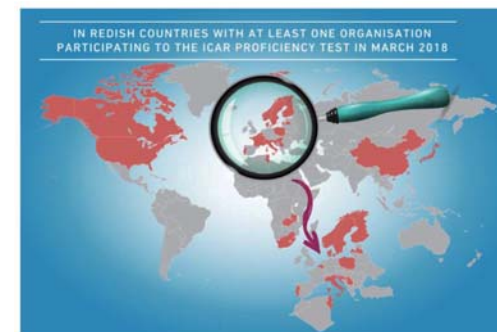 IN REDISH COUNTRIES WITH AT LEAST ONE ORGANISATION
PARTICIPATING TO THE ICAR PROFICIENCY TEST IN MARCH 2018